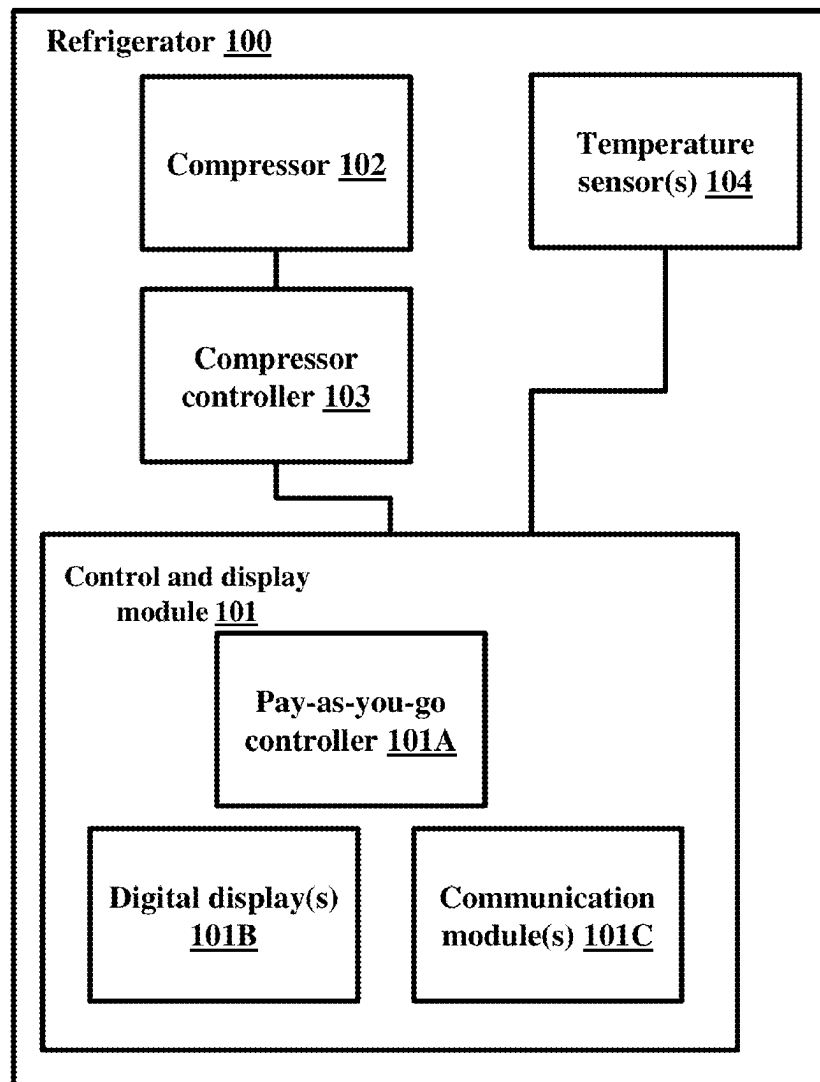 Refrigerator 100
Compressor 102
Temperature
sensor(s) 104
Compressor
controller 103
Control and display
module 101
Pay-as-you-go
controller 101A
Digital display(s)
101B
Communication
module(s) 101C